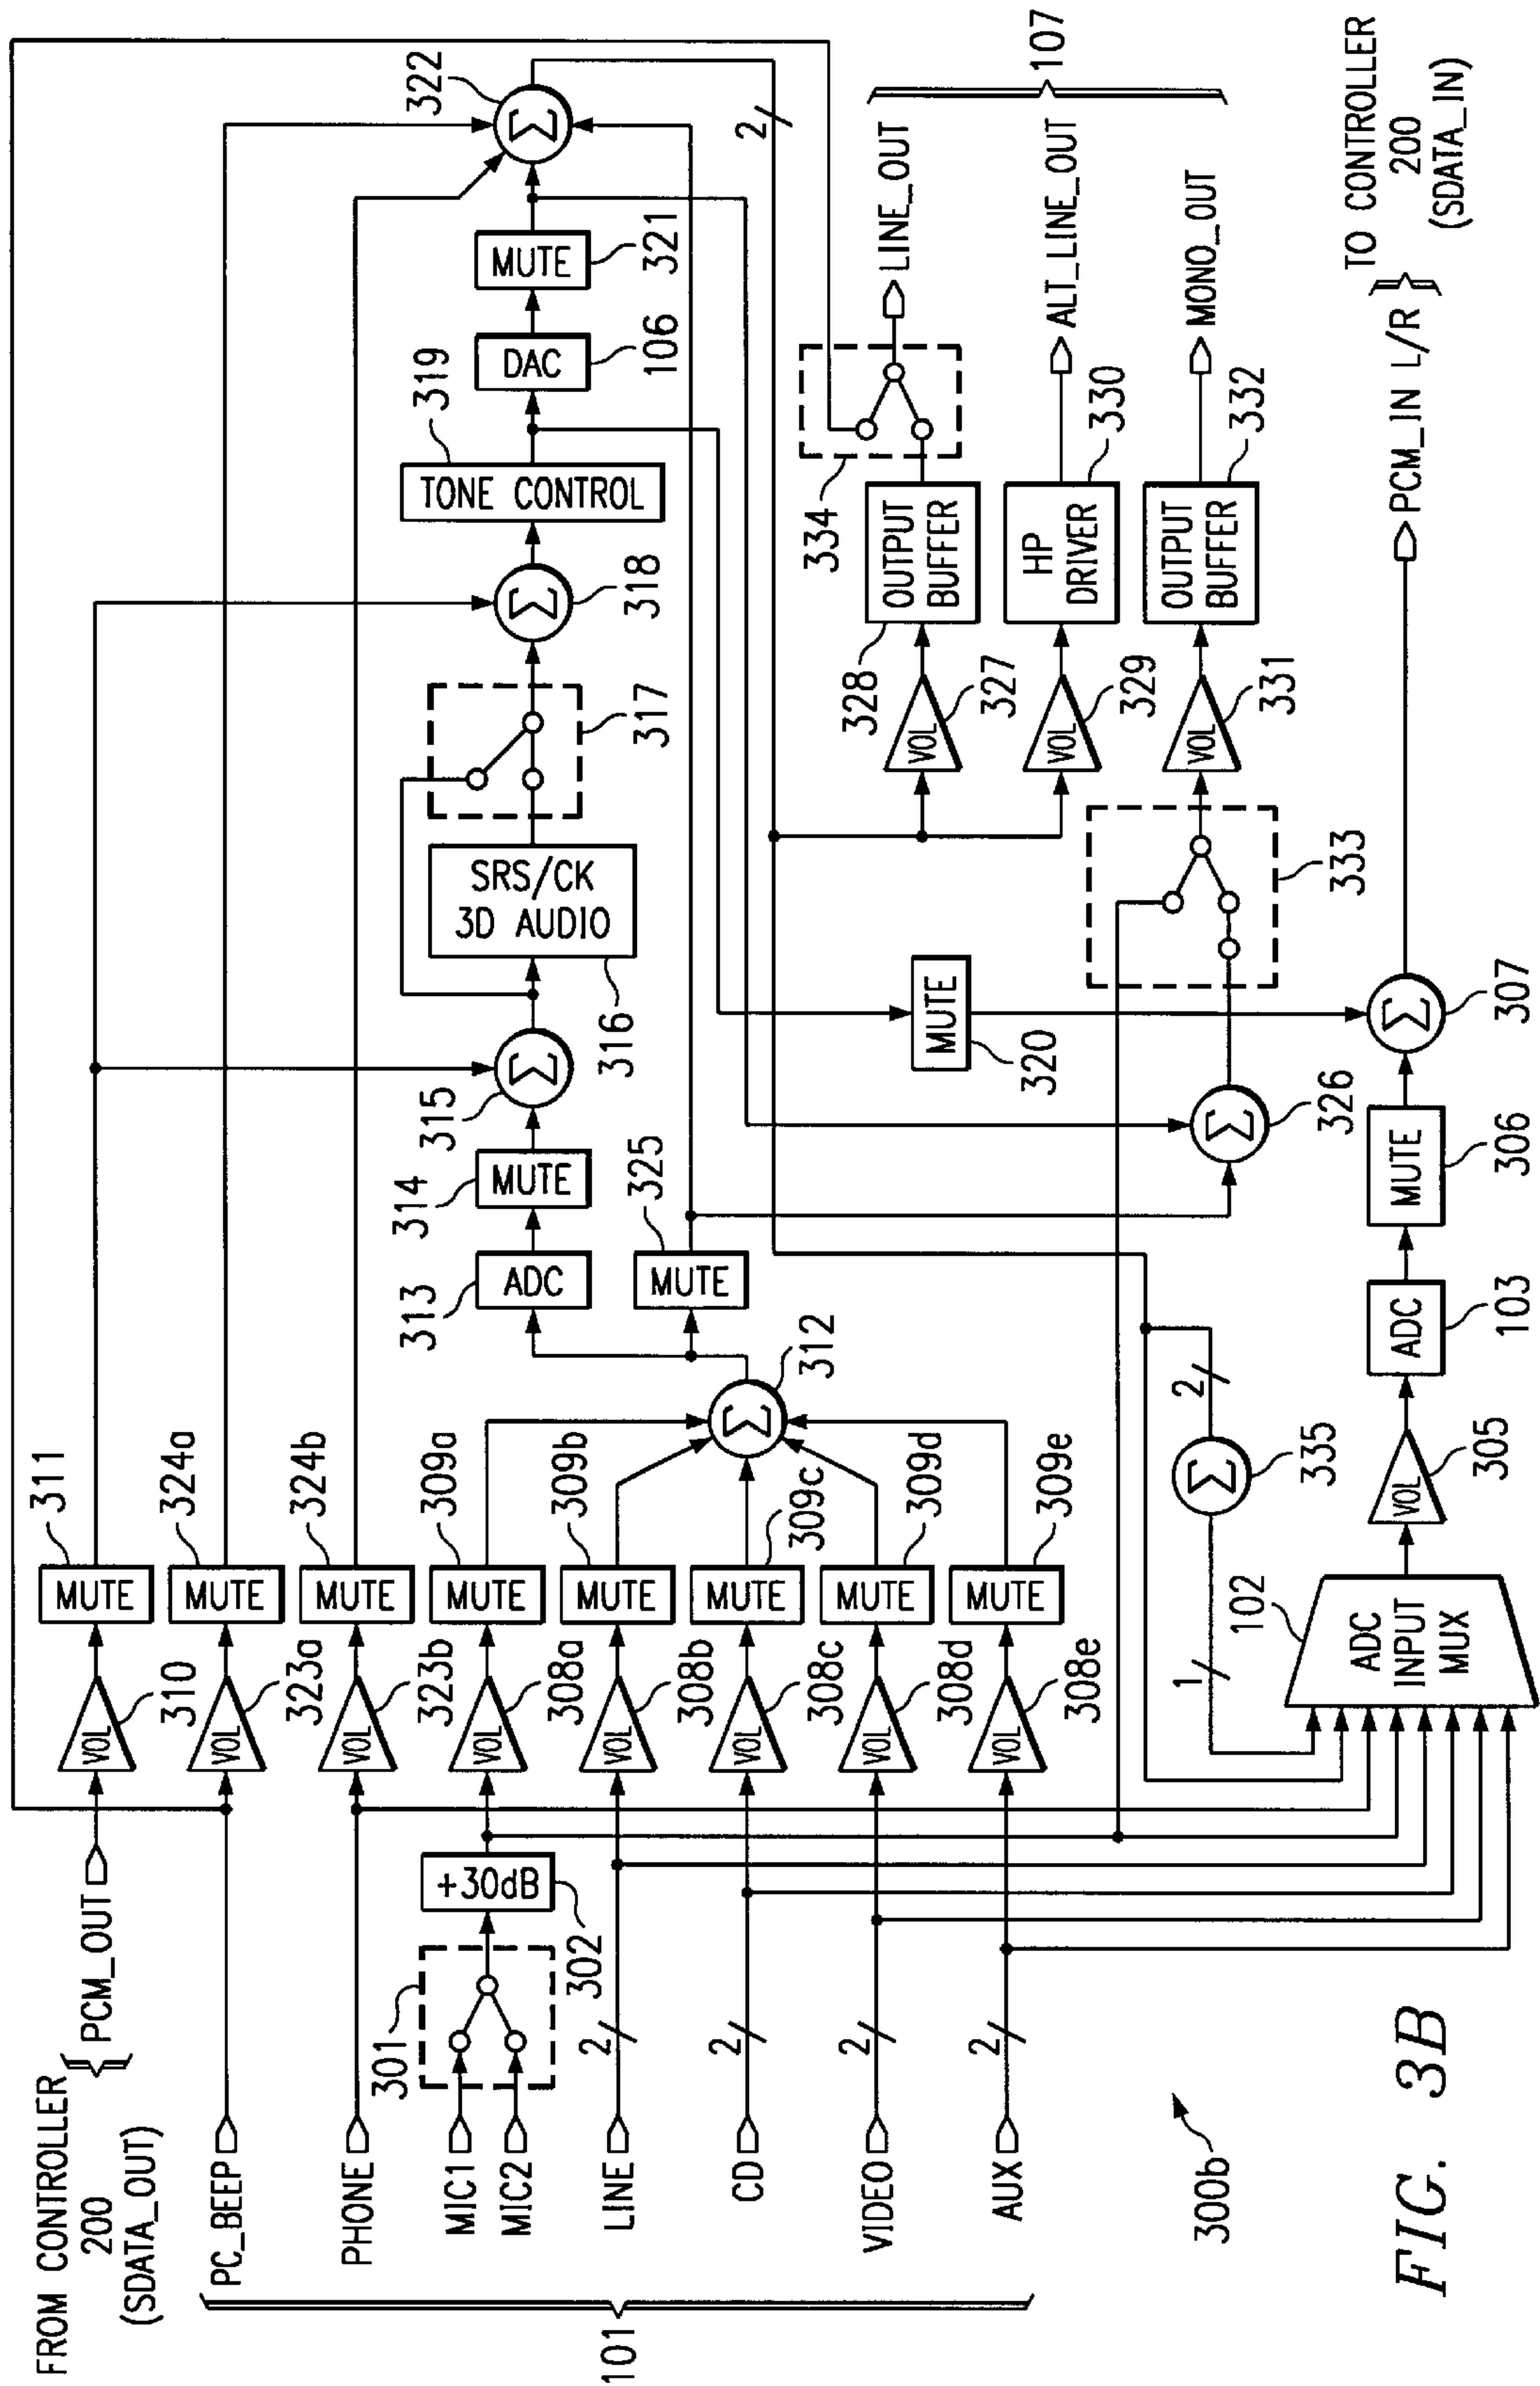 FROM CONTROLLER
200
(SDATA_OUT)
PCM_OUT
VOL
310
MUTE
311
PC_BEEP
VOL
323a
MUTE
324a
PHONE
VOL
323b
MUTE
324b
MIC1
MIC2
301
+30dB
302
VOL
308a
MUTE
309a
LINE
2
VOL
308b
MUTE
309b
CD
2
VOL
308c
MUTE
309c
VIDEO
2
VOL
308d
MUTE
309d
AUX
2
VOL
308e
MUTE
309e
101
Σ
312
ADC
313
MUTE
314
MUTE
325
Σ
315
SRS/CK
3D AUDIO
316
317
Σ
318
TONE CONTROL
319
DAC
106
MUTE
321
Σ
322
2
MUTE
320
Σ
326
333
VOL
327
OUTPUT
BUFFER
328
334
LINE_OUT
VOL
329
HP
DRIVER
330
ALT_LINE_OUT
VOL
331
OUTPUT
BUFFER
332
MONO_OUT
107
1
Σ
335
2
ADC
INPUT
MUX
102
VOL
305
ADC
103
MUTE
306
Σ
307
PCM_IN L/R
TO CONTROLLER
200
(SDATA_IN)
300b
FIG. 3B